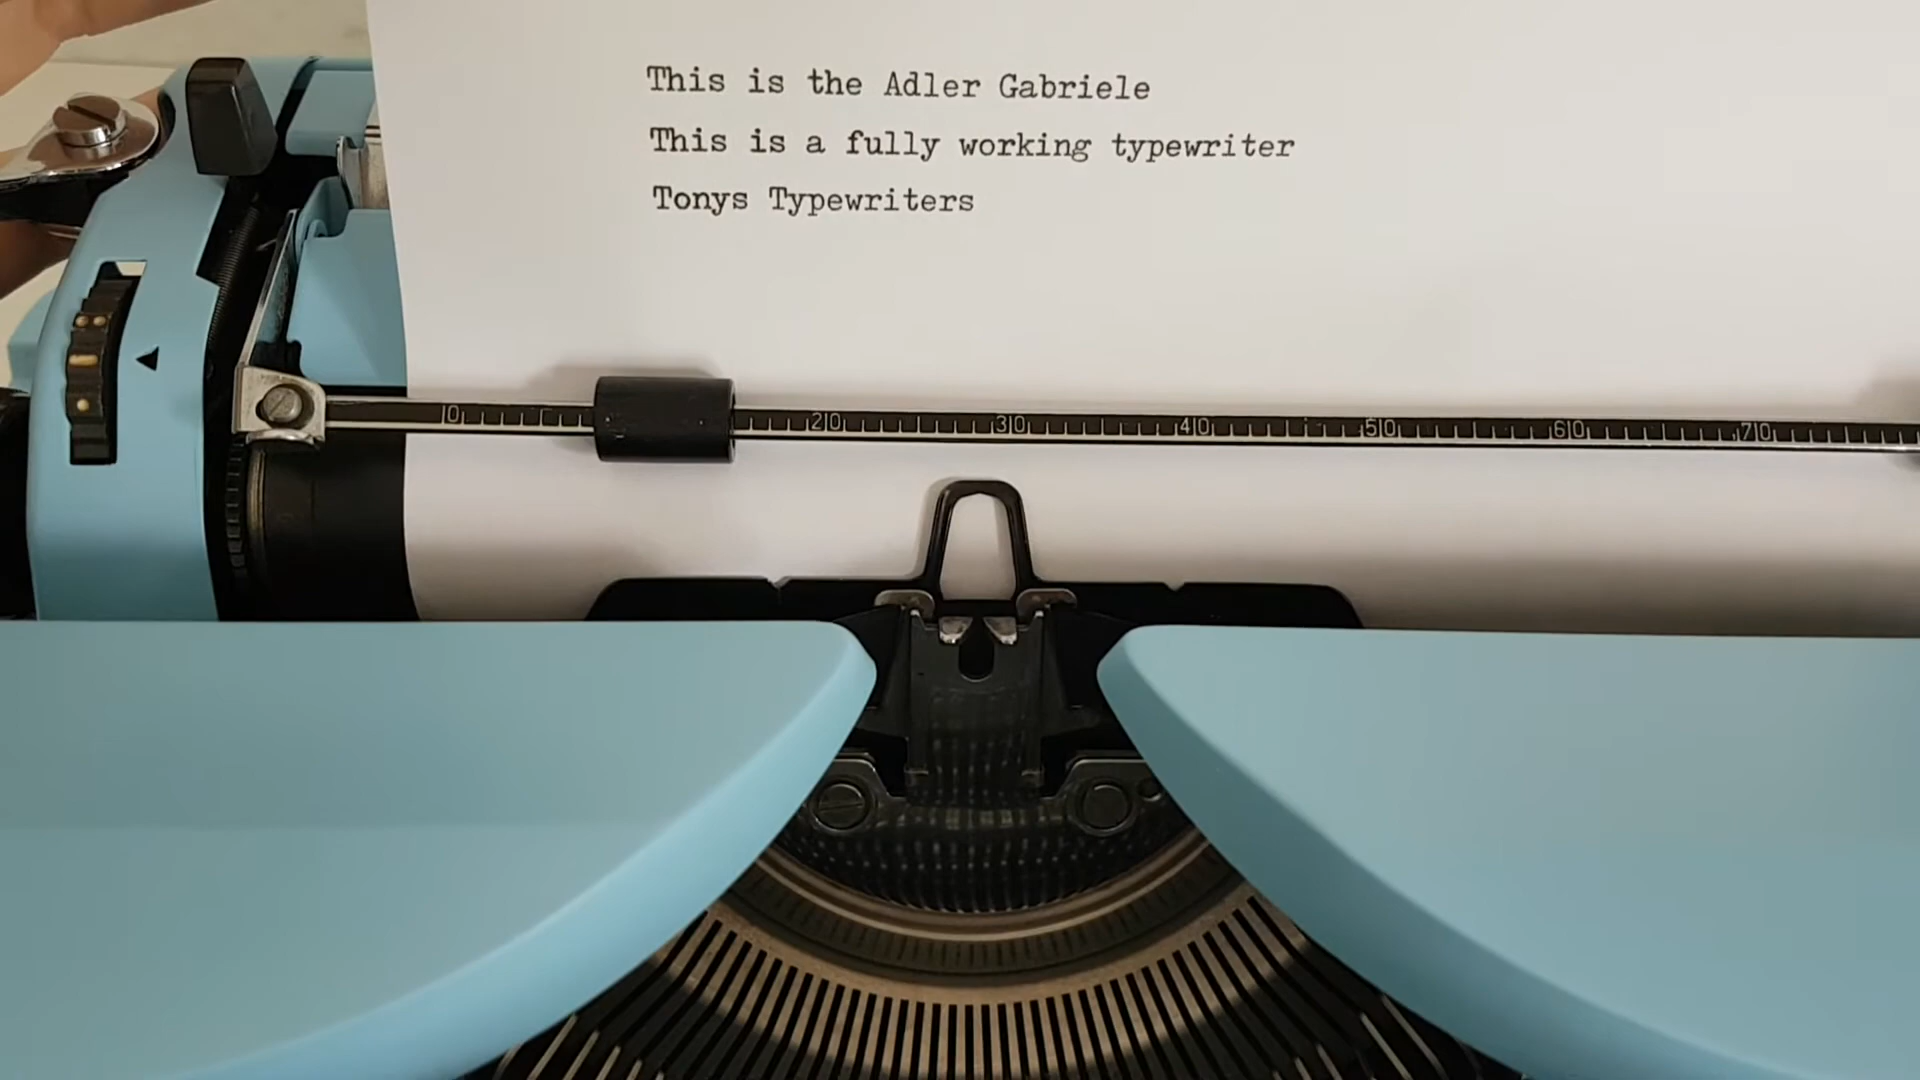 This is the Adler Gabriele
This is a fully working typewriter
Tonys Typewriters
10 20 30 40 50 60 70